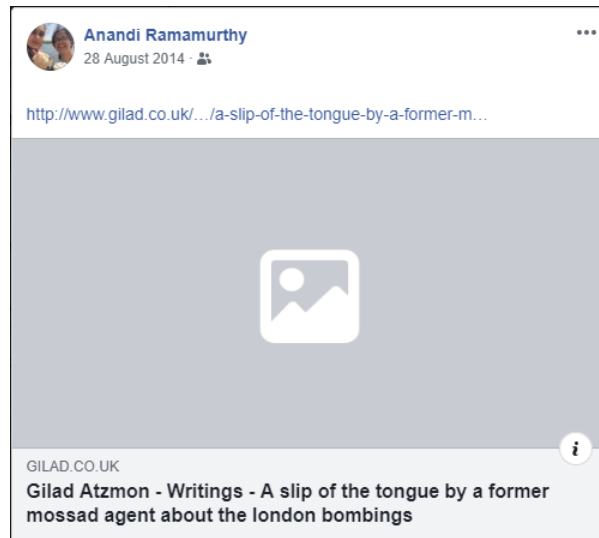 Anandi Ramamurthy
28 August 2014 ·
http://www.gilad.co.uk/…/a-slip-of-the-tongue-by-a-former-m…
i
GILAD.CO.UK
Gilad Atzmon - Writings - A slip of the tongue by a former
mossad agent about the london bombings